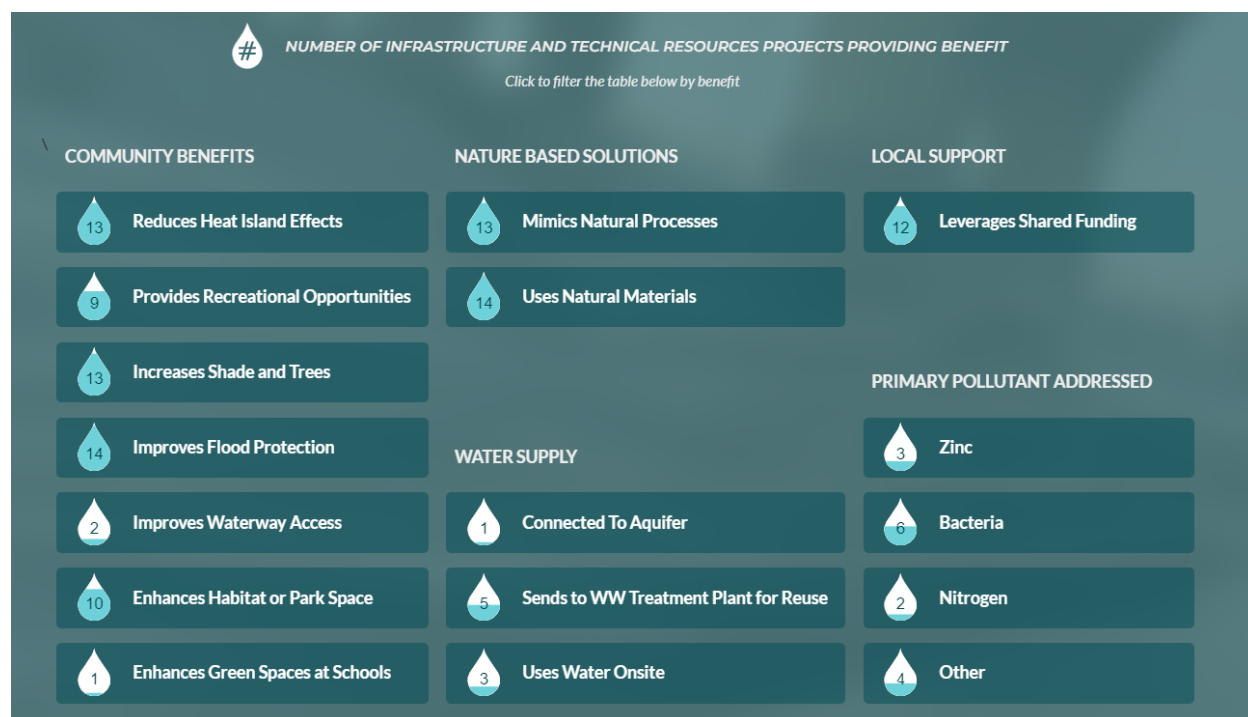 #
NUMBER OF INFRASTRUCTURE AND TECHNICAL RESOURCES PROJECTS PROVIDING BENEFIT
Click to filter the table below by benefit
\
COMMUNITY BENEFITS
13 Reduces Heat Island Effects
9 Provides Recreational Opportunities
13 Increases Shade and Trees
14 Improves Flood Protection
2 Improves Waterway Access
10 Enhances Habitat or Park Space
1 Enhances Green Spaces at Schools
NATURE BASED SOLUTIONS
13 Mimics Natural Processes
14 Uses Natural Materials
WATER SUPPLY
1 Connected To Aquifer
5 Sends to WW Treatment Plant for Reuse
3 Uses Water Onsite
LOCAL SUPPORT
12 Leverages Shared Funding
PRIMARY POLLUTANT ADDRESSED
3 Zinc
6 Bacteria
2 Nitrogen
4 Other